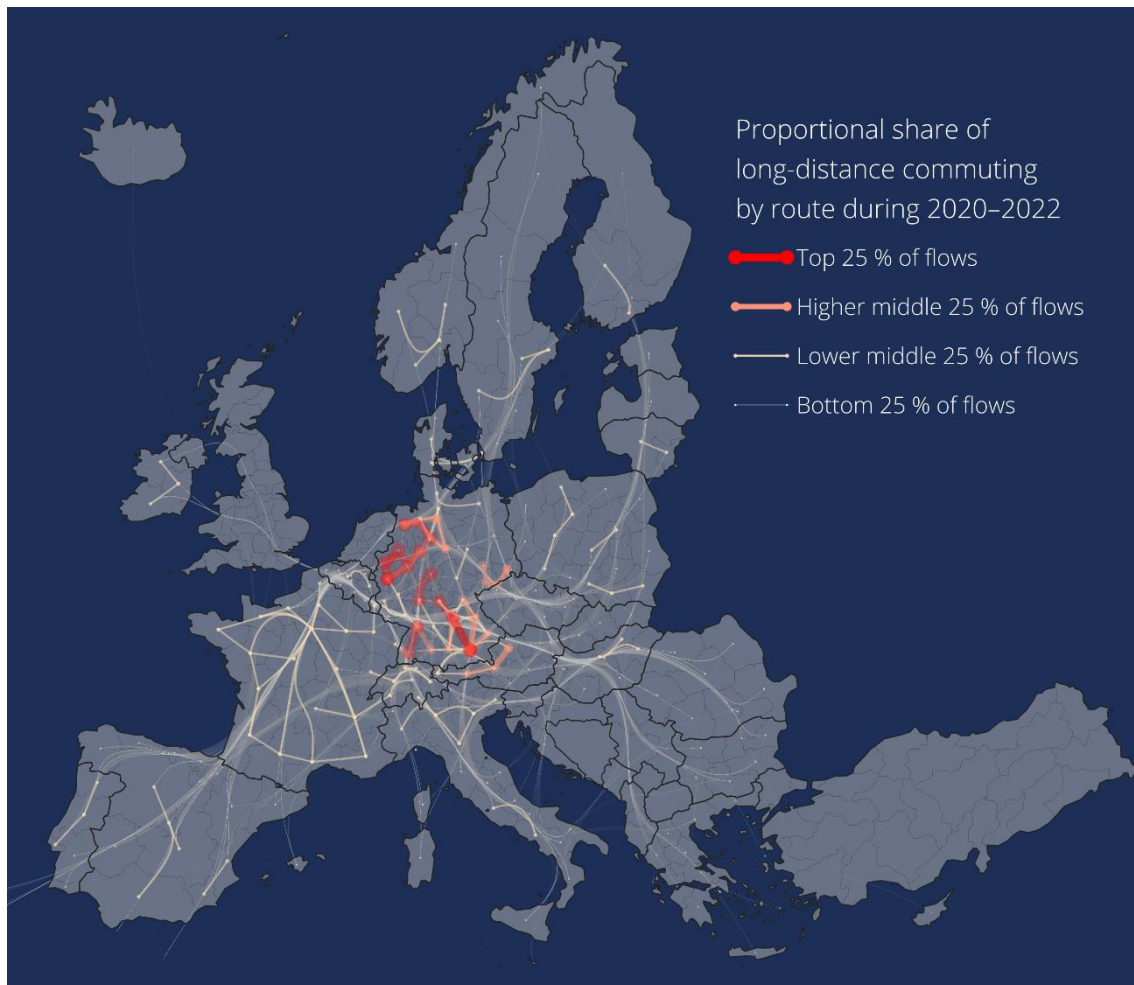 Proportional share of
long-distance commuting
by route during 2020–2022
Top 25 % of flows
Higher middle 25 % of flows
Lower middle 25 % of flows
Bottom 25 % of flows